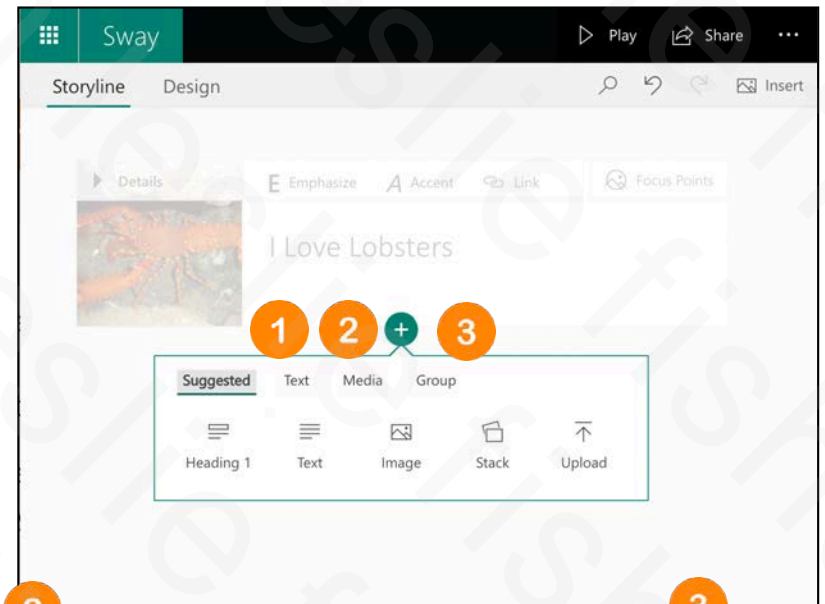 Sway Play Share ...
Storyline Design Insert
Details E Emphasize A Accent Link Focus Points
I Love Lobsters
1 2 + 3
Suggested Text Media Group
Heading 1 Text Image Stack Upload